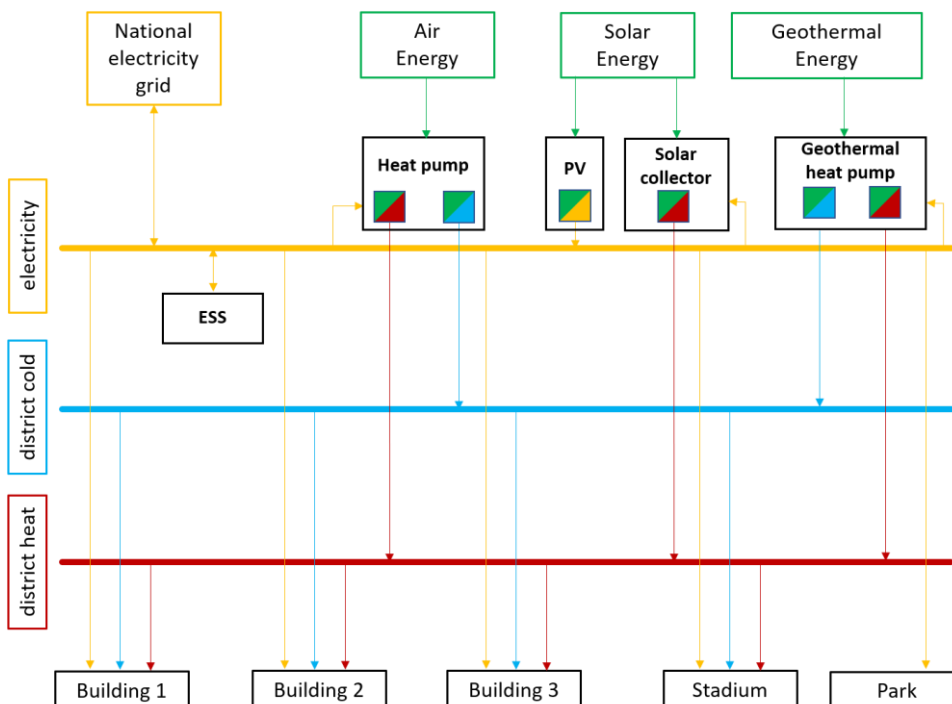 National
electricity
grid
Air
Energy
Solar
Energy
Geothermal
Energy
Heat pump
PV
Solar
collector
Geothermal
heat pump
electricity
ESS
district cold
district heat
Building 1
Building 2
Building 3
Stadium
Park